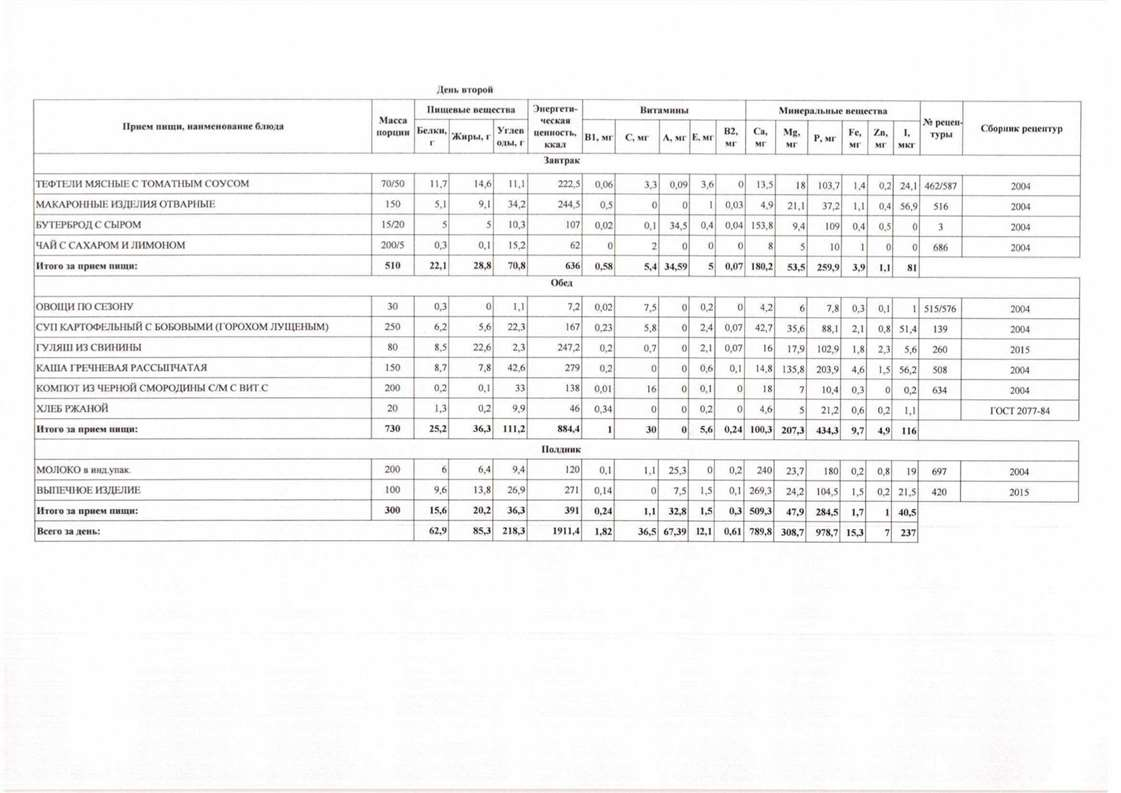 День второй
Прием пищи, наименование блюда Масса порции Пищевые вещества Энергети-ческая ценность, ккал Витамины Минеральные вещества № рецеп-туры Сборник рецептур
Белки, г Жиры, г Углев оды, г В1, мг С, мг А, мг Е, мг В2, мг Ca, мг Mg, мг P, мг Fe, мг Zn, мг I, мкг
Завтрак
ТЕФТЕЛИ МЯСНЫЕ С ТОМАТНЫМ СОУСОМ 70/50 11,7 14,6 11,1 222,5 0,06 3,3 0,09 3,6 0 13,5 18 103,7 1,4 0,2 24,1 462/587 2004
МАКАРОННЫЕ ИЗДЕЛИЯ ОТВАРНЫЕ 150 5,1 9,1 34,2 244,5 0,5 0 0 1 0,03 4,9 21,1 37,2 1,1 0,4 56,9 516 2004
БУТЕРБРОД С СЫРОМ 15/20 5 5 10,3 107 0,02 0,1 34,5 0,4 0,04 153,8 9,4 109 0,4 0,5 0 3 2004
ЧАЙ С САХАРОМ И ЛИМОНОМ 200/5 0,3 0,1 15,2 62 0 2 0 0 0 8 5 10 1 0 0 686 2004
Итого за прием пищи: 510 22,1 28,8 70,8 636 0,58 5,4 34,59 5 0,07 180,2 53,5 259,9 3,9 1,1 81
Обед
ОВОЩИ ПО СЕЗОНУ 30 0,3 0 1,1 7,2 0,02 7,5 0 0,2 0 4,2 6 7,8 0,3 0,1 1 515/576 2004
СУП КАРТОФЕЛЬНЫЙ С БОБОВЫМИ (ГОРОХОМ ЛУЩЕНЫМ) 250 6,2 5,6 22,3 167 0,23 5,8 0 2,4 0,07 42,7 35,6 88,1 2,1 0,8 51,4 139 2004
ГУЛЯШ ИЗ СВИНИНЫ 80 8,5 22,6 2,3 247,2 0,2 0,7 0 2,1 0,07 16 17,9 102,9 1,8 2,3 5,6 260 2015
КАША ГРЕЧНЕВАЯ РАССЫПЧАТАЯ 150 8,7 7,8 42,6 279 0,2 0 0 0,6 0,1 14,8 135,8 203,9 4,6 1,5 56,2 508 2004
КОМПОТ ИЗ ЧЕРНОЙ СМОРОДИНЫ С/М С ВИТ.С 200 0,2 0,1 33 138 0,01 16 0 0,1 0 18 7 10,4 0,3 0 0,2 634 2004
ХЛЕБ РЖАНОЙ 20 1,3 0,2 9,9 46 0,34 0 0 0,2 0 4,6 5 21,2 0,6 0,2 1,1 ГОСТ 2077-84
Итого за прием пищи: 730 25,2 36,3 111,2 884,4 1 30 0 5,6 0,24 100,3 207,3 434,3 9,7 4,9 116
Полдник
МОЛОКО в инд.упак. 200 6 6,4 9,4 120 0,1 1,1 25,3 0 0,2 240 23,7 180 0,2 0,8 19 697 2004
ВЫПЕЧНОЕ ИЗДЕЛИЕ 100 9,6 13,8 26,9 271 0,14 0 7,5 1,5 0,1 269,3 24,2 104,5 1,5 0,2 21,5 420 2015
Итого за прием пищи: 300 15,6 20,2 36,3 391 0,24 1,1 32,8 1,5 0,3 509,3 47,9 284,5 1,7 1 40,5
Всего за день: 62,9 85,3 218,3 1911,4 1,82 36,5 67,39 12,1 0,61 789,8 308,7 978,7 15,3 7 237